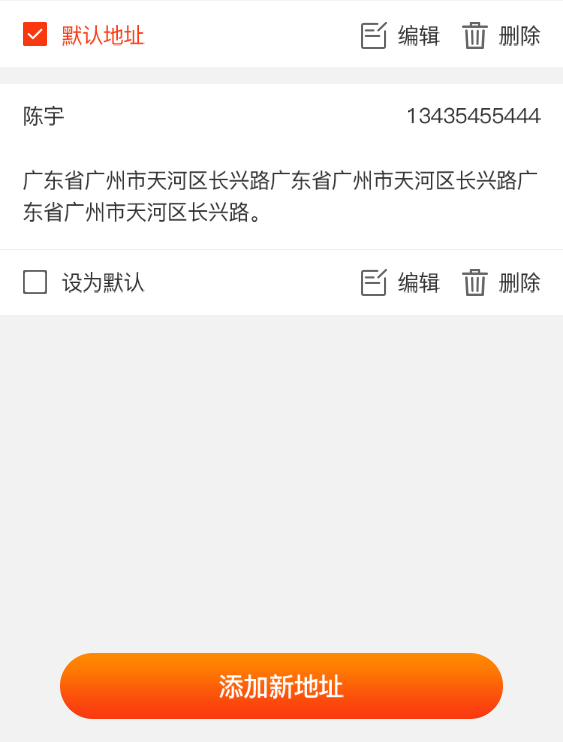 默认地址 编辑 删除
陈宇 13435455444
广东省广州市天河区长兴路广东省广州市天河区长兴路广
东省广州市天河区长兴路。
设为默认 编辑 删除
添加新地址